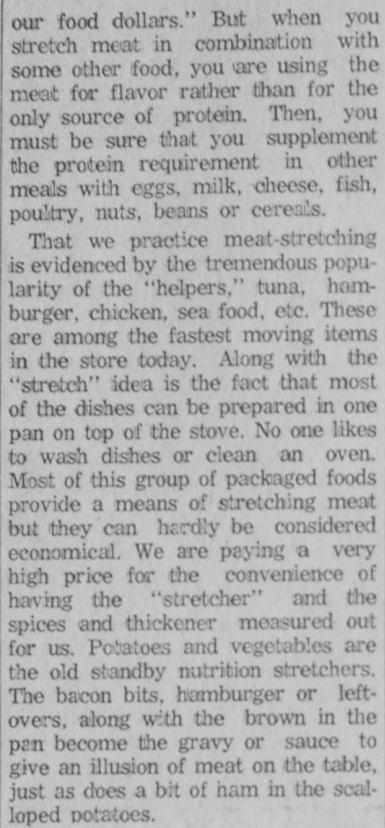 our food dollars." But when you
stretch meat in combination with
some other food, you are using the
meat for flavor rather than for the
only source of protein. Then, you
must be sure that you supplement
the protein requirement in other
meals with eggs, milk, cheese, fish,
poultry, nuts, beans or cereals.
That we practice meat-stretching
is evidenced by the tremendous popu-
larity of the "helpers," tuna, ham-
burger, chicken, sea food, etc. These
are among the fastest moving items
in the store today. Along with the
"stretch" idea is the fact that most
of the dishes can be prepared in one
pan on top of the stove. No one likes
to wash dishes or clean an oven.
Most of this group of packaged foods
provide a means of stretching meat
but they can hardly be considered
economical. We are paying a very
high price for the convenience of
having the "stretcher" and the
spices and thickener measured out
for us. Potatoes and vegetables are
the old standby nutrition stretchers.
The bacon bits, hamburger or left-
overs, along with the brown in the
pan become the gravy or sauce to
give an illusion of meat on the table,
just as does a bit of ham in the scal-
loped potatoes.